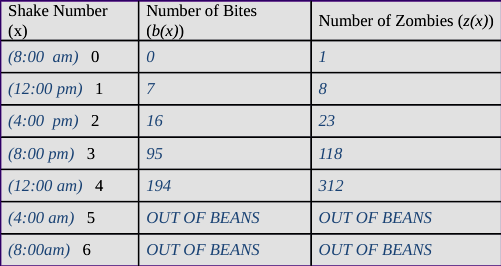 Shake Number (x) | Number of Bites (b(x)) | Number of Zombies (z(x))
(8:00 am) 0 | 0 | 1
(12:00 pm) 1 | 7 | 8
(4:00 pm) 2 | 16 | 23
(8:00 pm) 3 | 95 | 118
(12:00 am) 4 | 194 | 312
(4:00 am) 5 | OUT OF BEANS | OUT OF BEANS
(8:00am) 6 | OUT OF BEANS | OUT OF BEANS